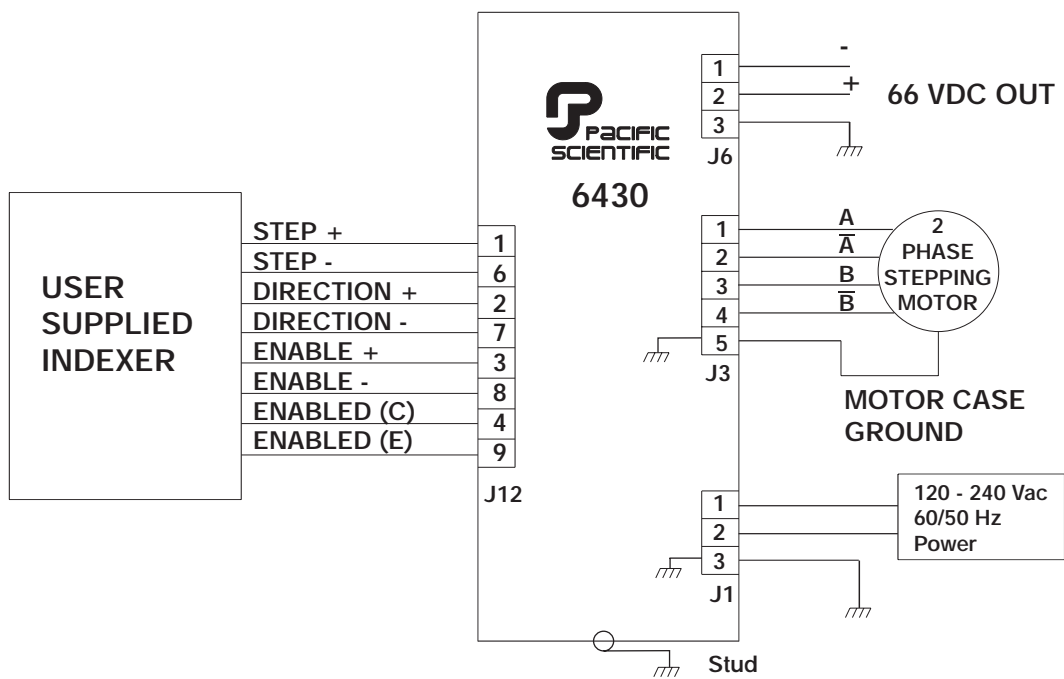 PACIFIC
SCIENTIFIC
6430
USER
SUPPLIED
INDEXER
STEP +
STEP -
DIRECTION +
DIRECTION -
ENABLE +
ENABLE -
ENABLED (C)
ENABLED (E)
1
6
2
7
3
8
4
9
J12
1
2
3
J6
-
+
66 VDC OUT
1
2
3
4
5
J3
A
A̅
B
B̅
2
PHASE
STEPPING
MOTOR
MOTOR CASE
GROUND
1
2
3
J1
120 - 240 Vac
60/50 Hz
Power
Stud